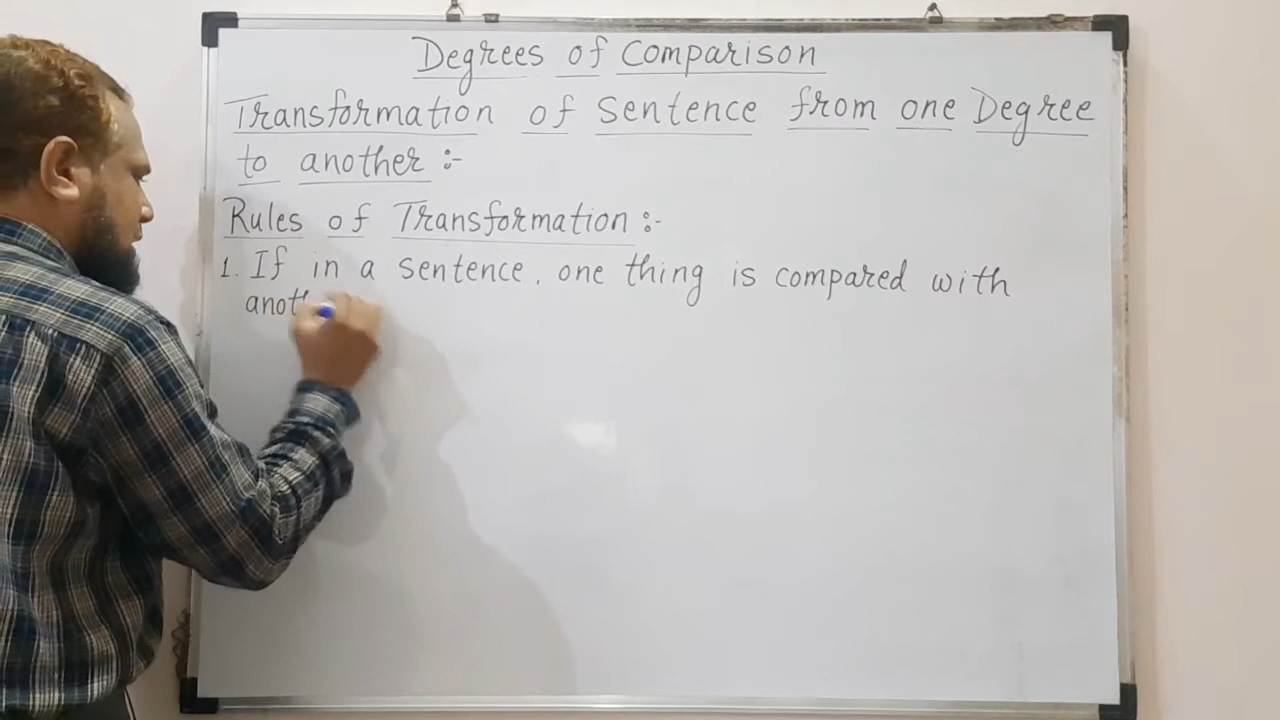 Degrees of Comparison
Transformation of Sentence from one Degree
to another :-
Rules of Transformation :-
1. If in a sentence, one thing is compared with